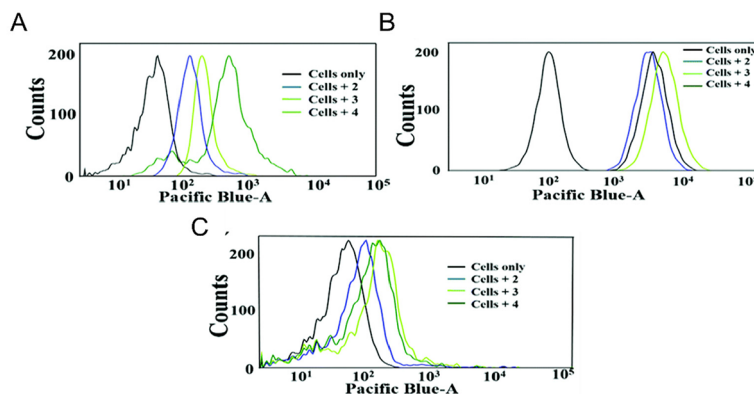 A
Counts
200
100
0
10¹ 10² 10³ 10⁴ 10⁵
Pacific Blue-A
Cells only
Cells + 2
Cells + 3
Cells + 4
B
Counts
200
100
0
10¹ 10² 10³ 10⁴ 10⁵
Pacific Blue-A
Cells only
Cells + 2
Cells + 3
Cells + 4
C
Counts
200
100
0
10¹ 10² 10³ 10⁴ 10⁵
Pacific Blue-A
Cells only
Cells + 2
Cells + 3
Cells + 4